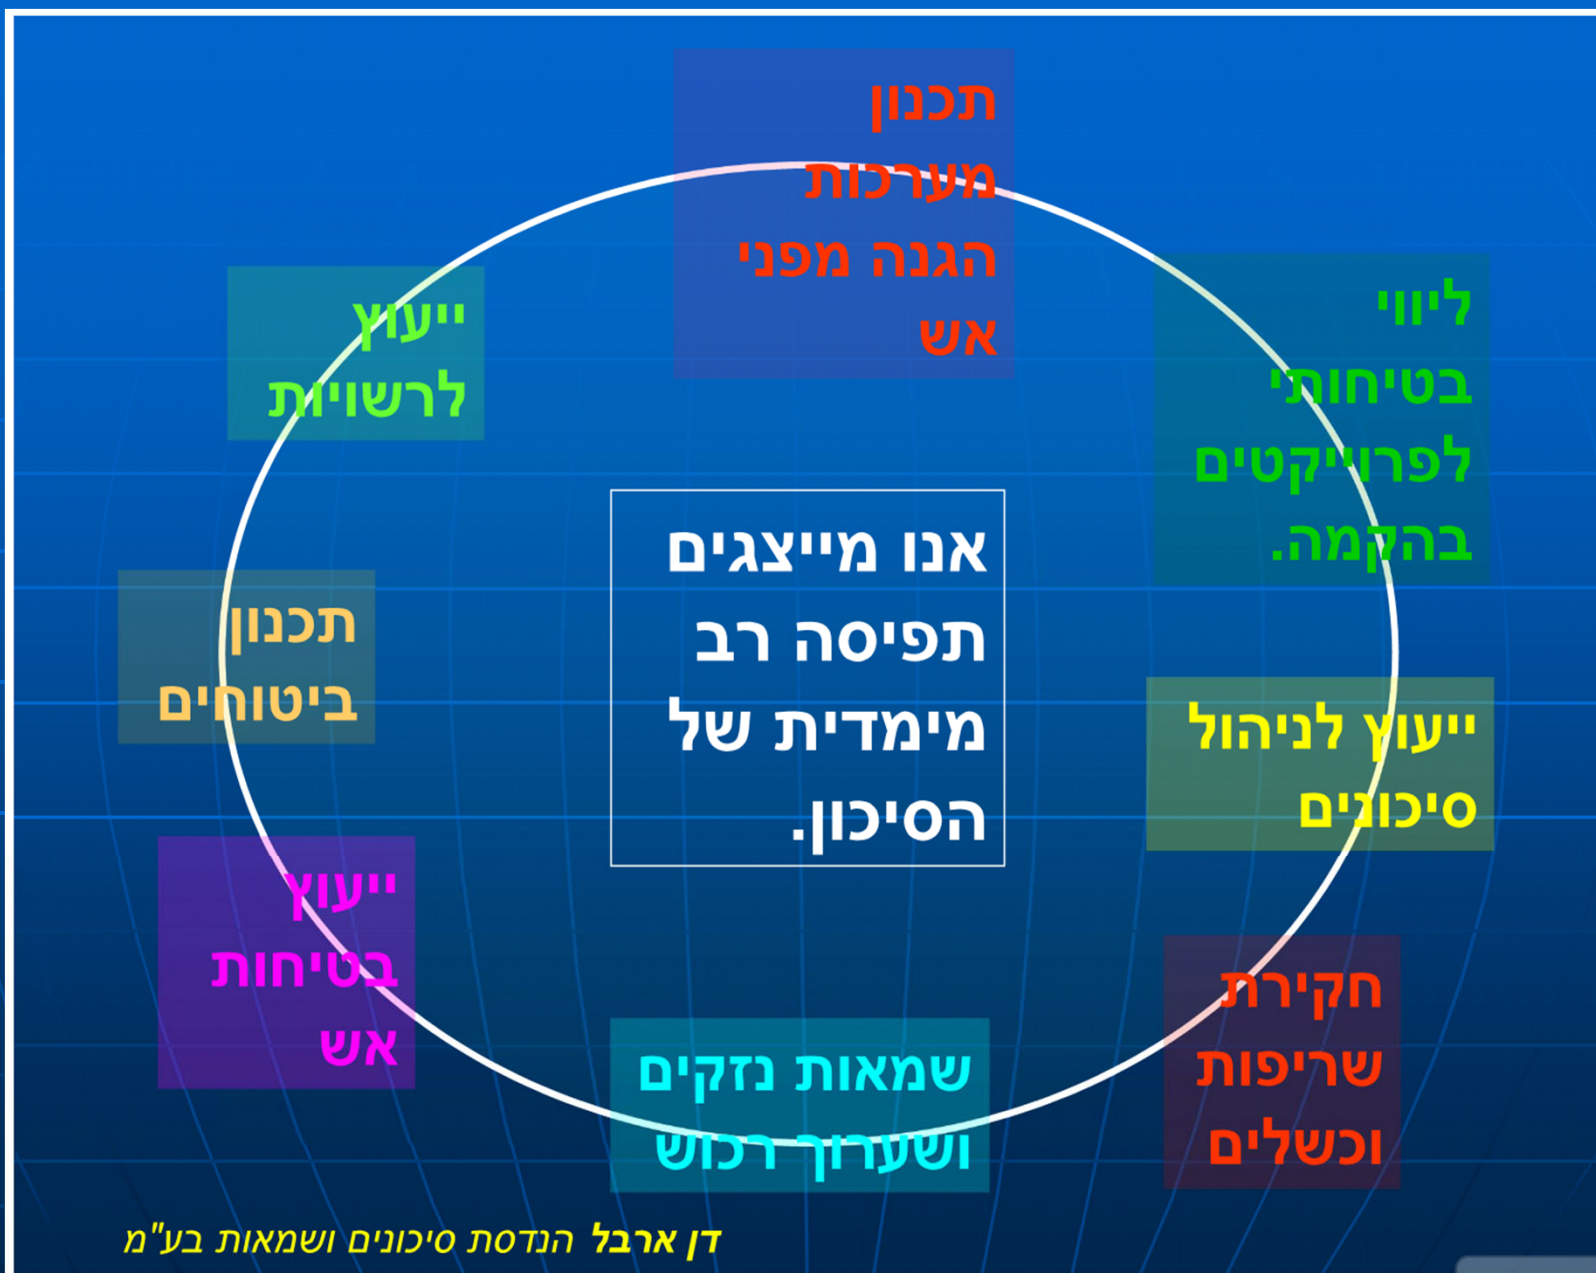 תכנון
מערכות
הגנה מפני
אש
ליווי
בטיחותי
לפרוייקטים
בהקמה.
ייעוץ
לרשויות
אנו מייצגים
תפיסה רב
מימדית של
הסיכון.
תכנון
ביטוחים
ייעוץ לניהול
סיכונים
ייעוץ
בטיחות
אש
חקירת
שריפות
וכשלים
שמאות נזקים
ושערוך רכוש
דן ארבל הנדסת סיכונים ושמאות בע"מ